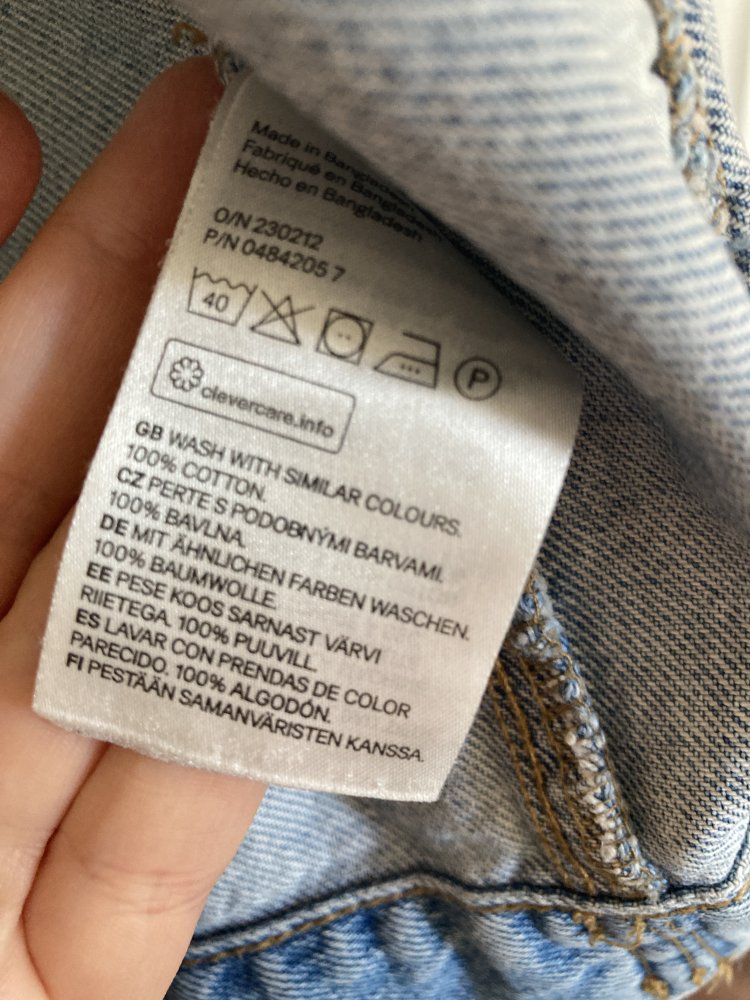 Made in Bangladesh
Fabriqué en Bangladesh
Hecho en Bangladesh
O/N 230212
P/N 0484205 7
40
P
clevercare.info
GB WASH WITH SIMILAR COLOURS.
100% COTTON.
CZ PERTE S PODOBNÝMI BARVAMI.
100% BAVLNA.
DE MIT ÄHNLICHEN FARBEN WASCHEN.
100% BAUMWOLLE.
EE PESE KOOS SARNAST VÄRVI
RIIETEGA. 100% PUUVILL.
ES LAVAR CON PRENDAS DE COLOR
PARECIDO. 100% ALGODÓN.
FI PESTÄÄN SAMANVÄRISTEN KANSSA.